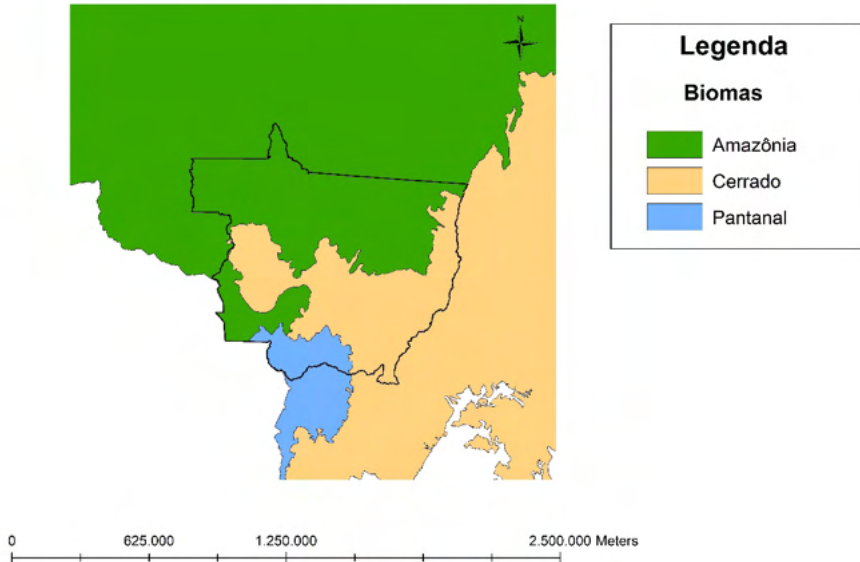 N
Legenda
Biomas
Amazônia
Cerrado
Pantanal
0 625.000 1.250.000 2.500.000 Meters